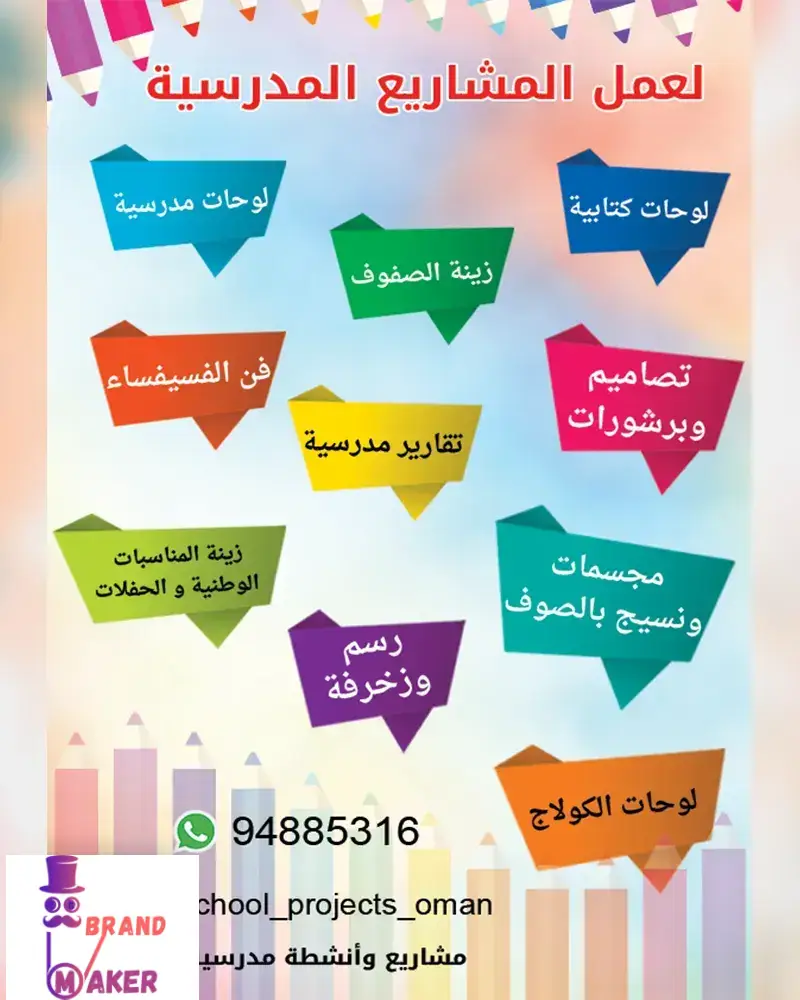 لعمل المشاريع المدرسية
لوحات كتابية
لوحات مدرسية
زينة الصفوف
تصاميم
وبرشورات
فن الفسيفساء
تقارير مدرسية
مجسمات
ونسيج بالصوف
زينة المناسبات
الوطنية و الحفلات
رسم
وزخرفة
لوحات الكولاج
94885316
chool_projects_oman
مشاريع وأنشطة
BRAND
MAKER